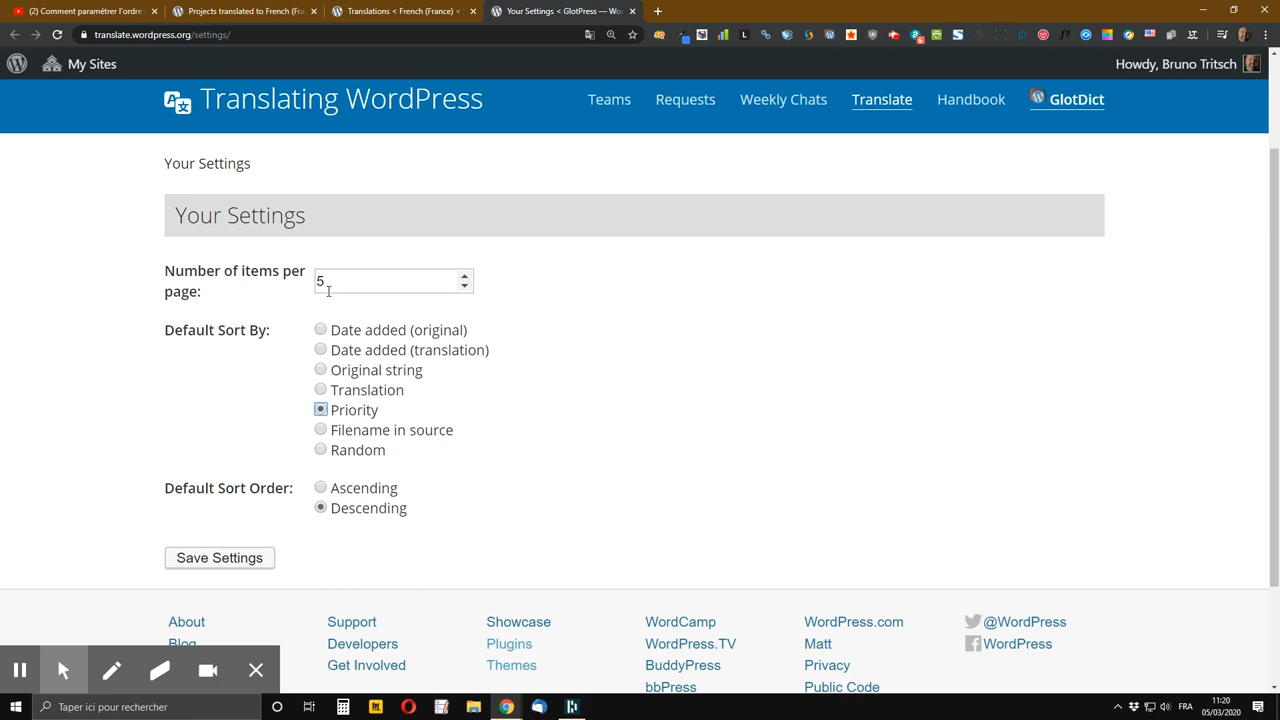 (2) Comment paramétrer l'ordre
Projects translated to French (Fra
Translations < French (France) <
Your Settings < GlotPress — Wo
translate.wordpress.org/settings/
My Sites
Howdy, Bruno Tritsch
Translating WordPress
Teams
Requests
Weekly Chats
Translate
Handbook
GlotDict
Your Settings
Your Settings
Number of items per
page:
5
Default Sort By:
Date added (original)
Date added (translation)
Original string
Translation
Priority
Filename in source
Random
Default Sort Order:
Ascending
Descending
Save Settings
About
Support
Showcase
WordCamp
WordPress.com
@WordPress
Blog
Developers
Plugins
WordPress.TV
Matt
WordPress
Get Involved
Themes
BuddyPress
Privacy
bbPress
Public Code
Taper ici pour rechercher
FRA
11:20
05/03/2020